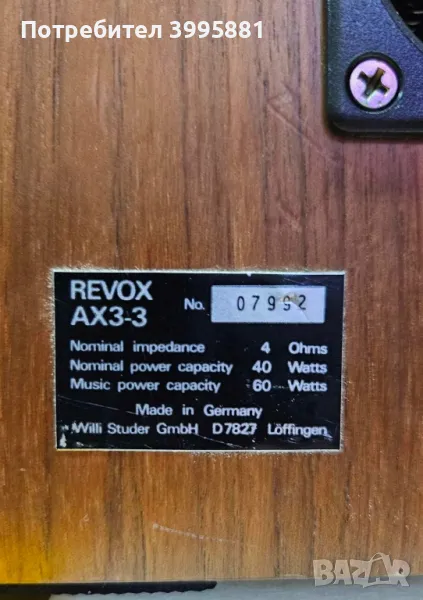 Потребител 3995881
REVOX
AX3-3
No. 07992
Nominal impedance 4 Ohms
Nominal power capacity 40 Watts
Music power capacity 60 Watts
Made in Germany
Willi Studer GmbH D7827 Löffingen
BAZAR